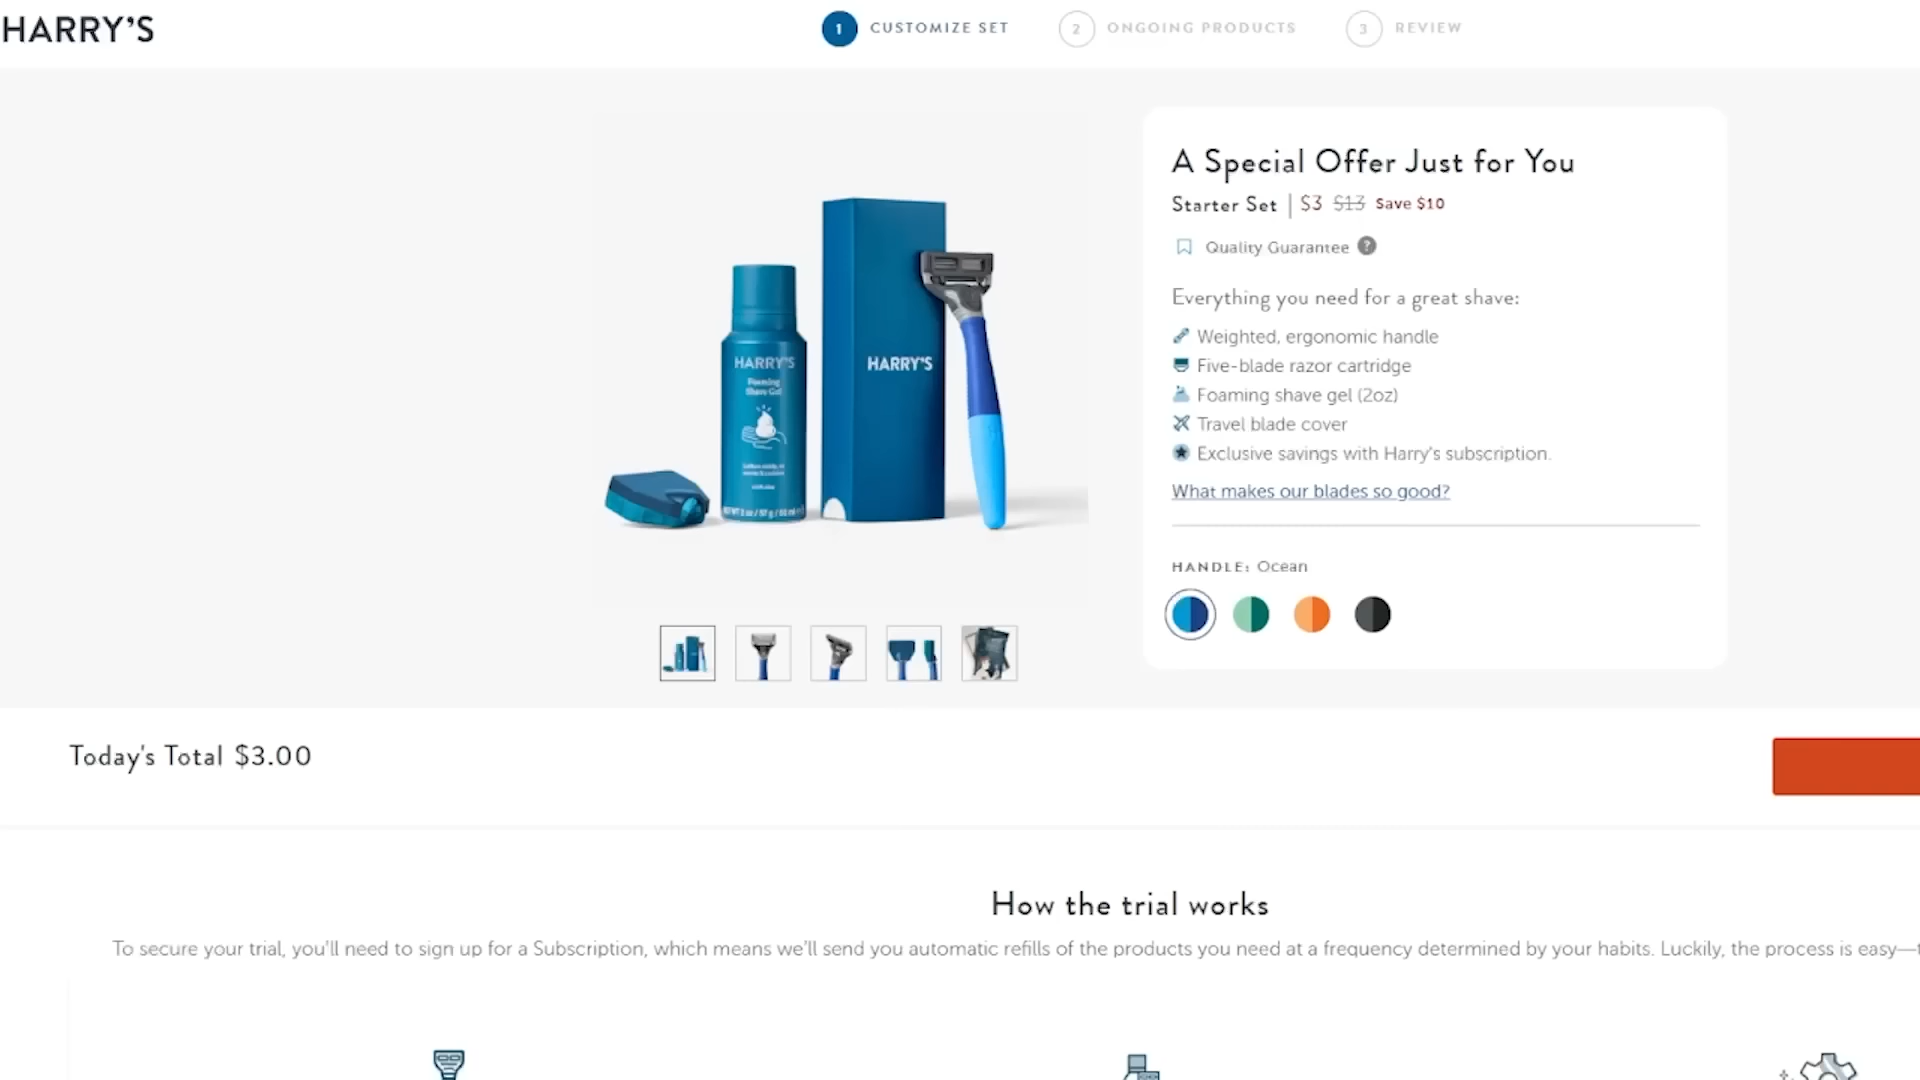 HARRY'S
1 CUSTOMIZE SET
2 ONGOING PRODUCTS
3 REVIEW
A Special Offer Just for You
Starter Set | $3 $13 Save $10
Quality Guarantee ?
Everything you need for a great shave:
Weighted, ergonomic handle
Five-blade razor cartridge
Foaming shave gel (2oz)
Travel blade cover
Exclusive savings with Harry's subscription.
What makes our blades so good?
HANDLE: Ocean
HARRY'S
Foaming
Shave Gel
HARRY'S
Today's Total $3.00
How the trial works
To secure your trial, you'll need to sign up for a Subscription, which means we'll send you automatic refills of the products you need at a frequency determined by your habits. Luckily, the process is easy—